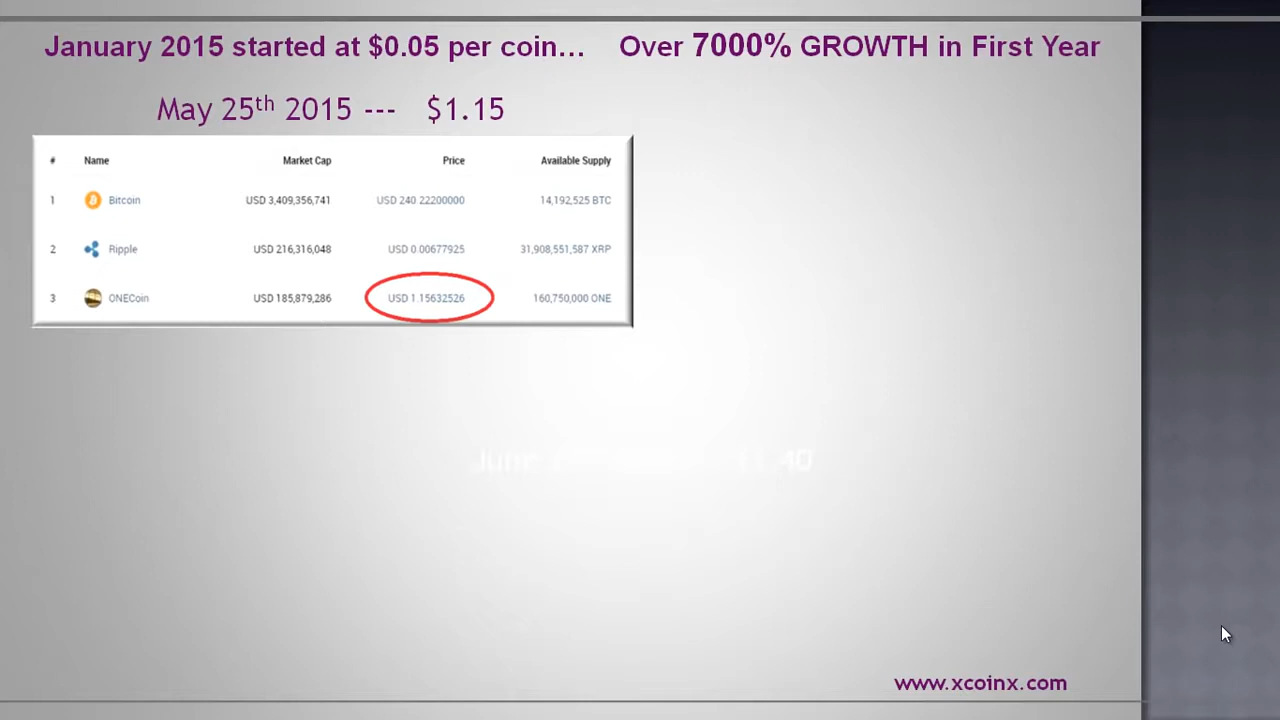 January 2015 started at $0.05 per coin... Over 7000% GROWTH in First Year
May 25th 2015 --- $1.15
# Name Market Cap Price Available Supply
1 Bitcoin USD 3,409,356,741 USD 240.22200000 14,192,525 BTC
2 Ripple USD 216,316,048 USD 0.00677925 31,908,551,587 XRP
3 ONECoin USD 185,879,286 USD 1.15632526 160,750,000 ONE
June
www.xcoinx.com